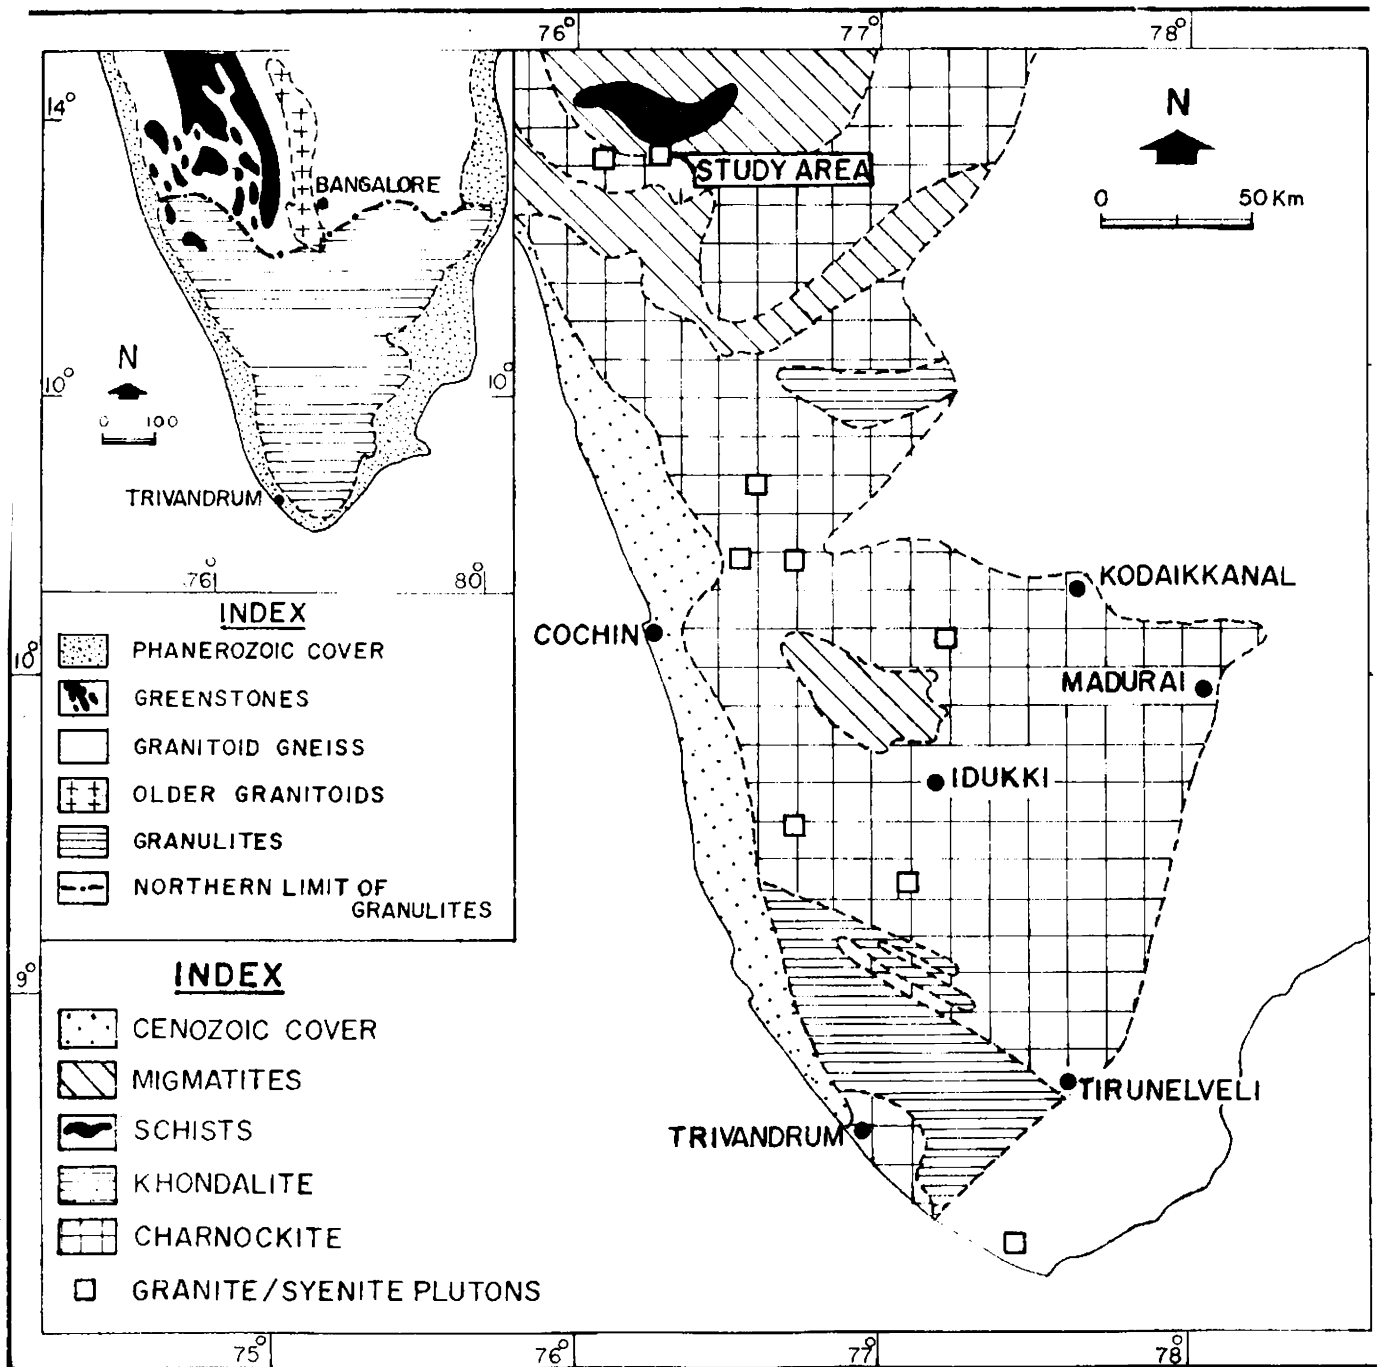 76° 77° 78°
14°
BANGALORE
N
10° 10°
0 100
TRIVANDRUM
76° 80°
INDEX
PHANEROZOIC COVER
GREENSTONES
GRANITOID GNEISS
OLDER GRANITOIDS
GRANULITES
NORTHERN LIMIT OF
GRANULITES
N
0 50 Km
STUDY AREA
KODAIKKANAL
COCHIN
10°
MADURAI
IDUKKI
9°
TIRUNELVELI
TRIVANDRUM
INDEX
CENOZOIC COVER
MIGMATITES
SCHISTS
KHONDALITE
CHARNOCKITE
GRANITE/SYENITE PLUTONS
75° 76° 77° 78°